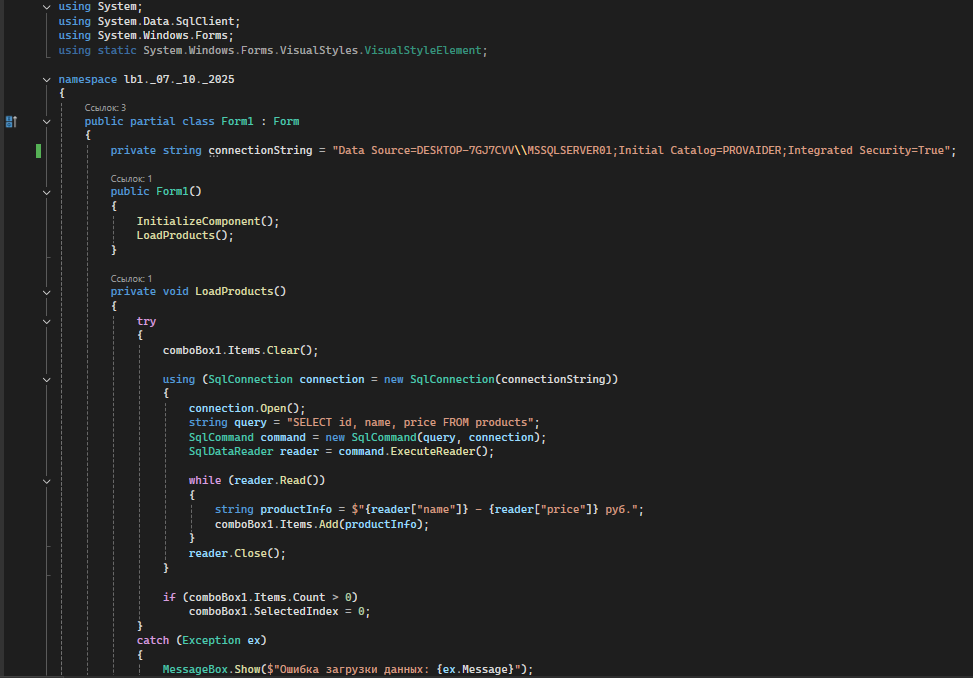 using System;
using System.Data.SqlClient;
using System.Windows.Forms;
using static System.Windows.Forms.VisualStyles.VisualStyleElement;
namespace lb1._07._10._2025
{
Ссылок: 3
public partial class Form1 : Form
{
private string connectionString = "Data Source=DESKTOP-7GJ7CVV\\MSSQLSERVER01;Initial Catalog=PROVAIDER;Integrated Security=True";
Ссылок: 1
public Form1()
{
InitializeComponent();
LoadProducts();
}
Ссылок: 1
private void LoadProducts()
{
try
{
comboBox1.Items.Clear();
using (SqlConnection connection = new SqlConnection(connectionString))
{
connection.Open();
string query = "SELECT id, name, price FROM products";
SqlCommand command = new SqlCommand(query, connection);
SqlDataReader reader = command.ExecuteReader();
while (reader.Read())
{
string productInfo = $"{reader["name"]} - {reader["price"]} руб.";
comboBox1.Items.Add(productInfo);
}
reader.Close();
}
if (comboBox1.Items.Count > 0)
comboBox1.SelectedIndex = 0;
}
catch (Exception ex)
{
MessageBox.Show($"Ошибка загрузки данных: {ex.Message}");